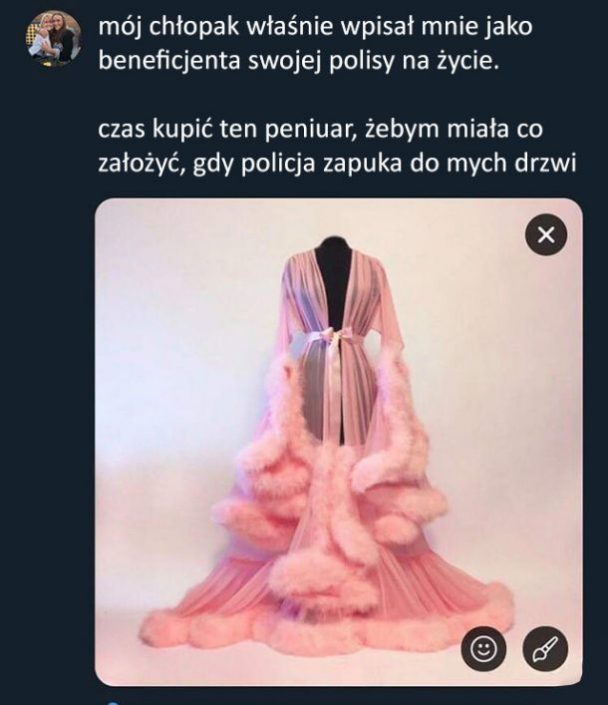 mój chłopak właśnie wpisał mnie jako
beneficjenta swojej polisy na życie.
czas kupić ten peniuar, żebym miała co
założyć, gdy policja zapuka do mych drzwi